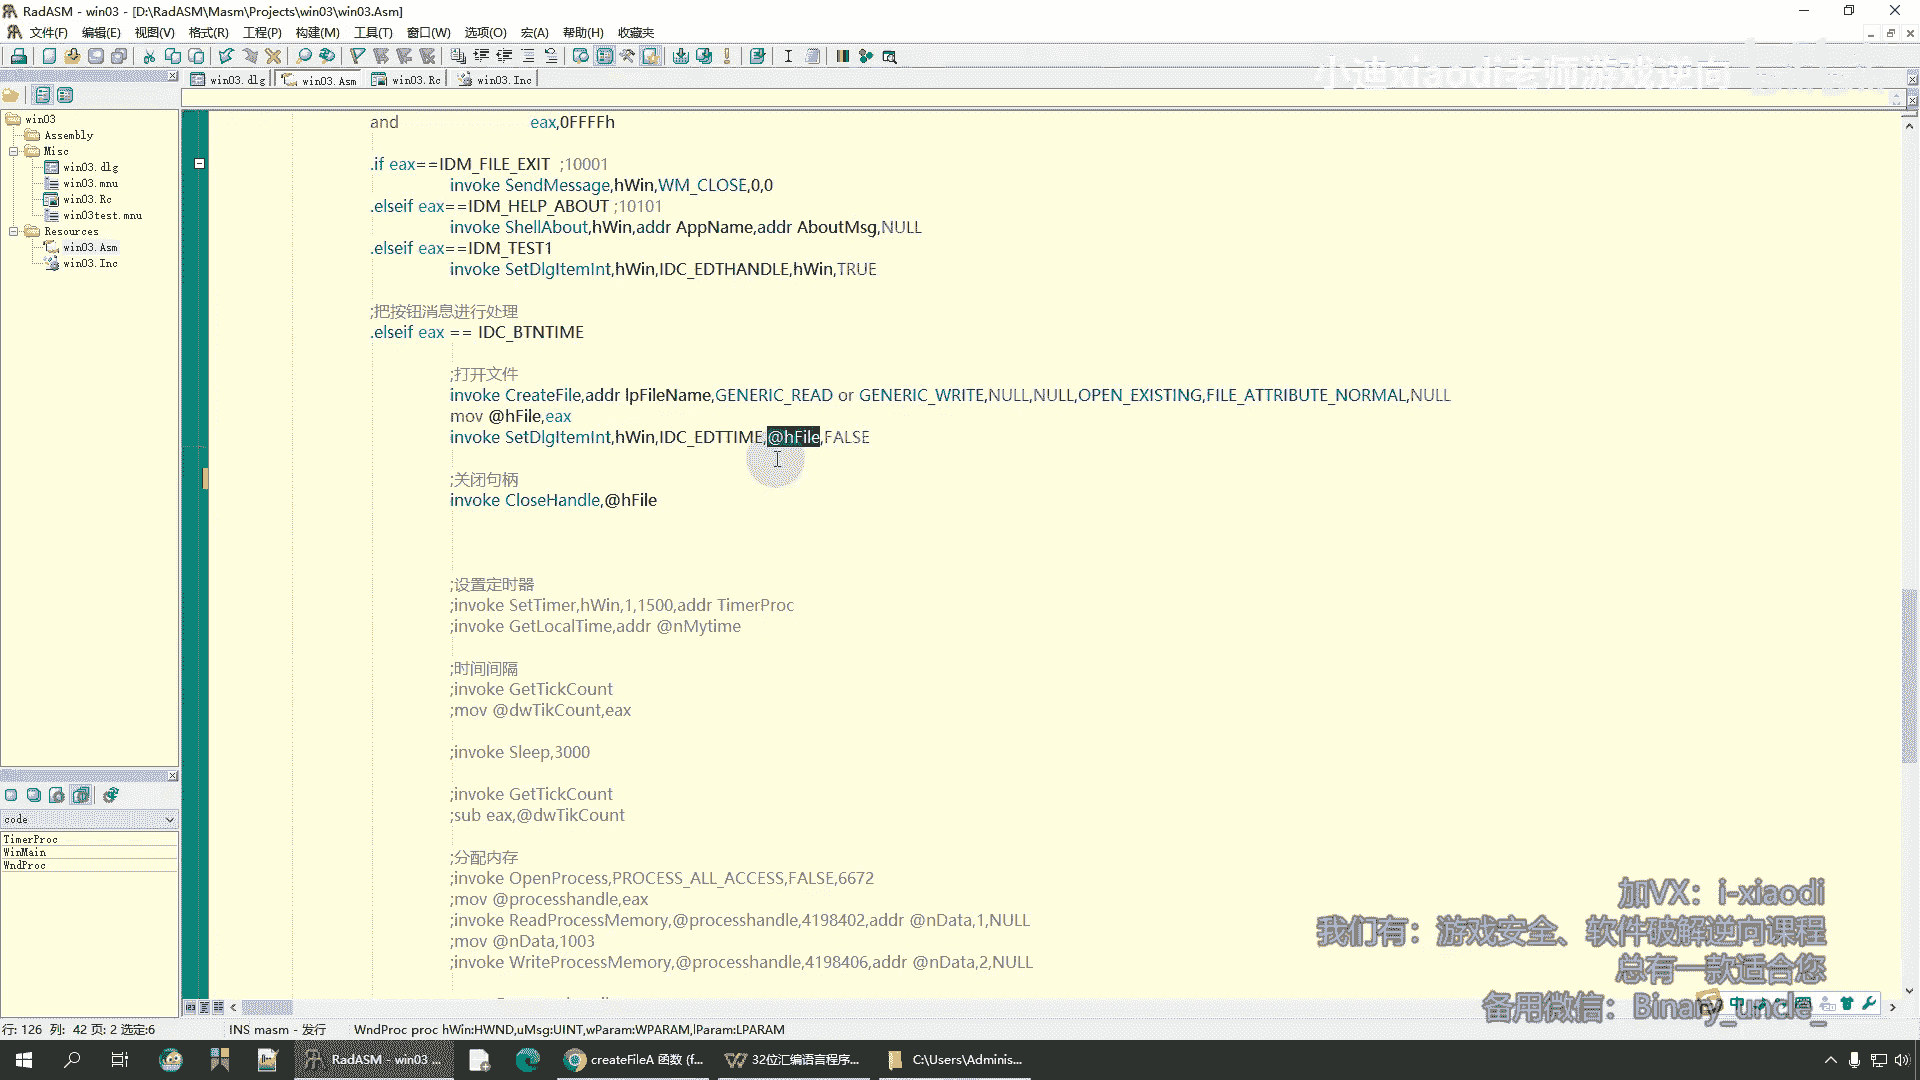 RadASM - win03 - [D:\RadASM\Masm\Projects\win03\win03.Asm]
文件(F) 编辑(E) 视图(V) 格式(R) 工程(P) 构建(M) 工具(T) 窗口(W) 选项(O) 宏(A) 帮助(H) 收藏夹
小迪xiaodi老师游戏逆向
win03.dlg win03.Asm win03.Rc win03.Inc
win03
Assembly
Misc
win03.dlg
win03.mnu
win03.Rc
win03test.mnu
Resources
win03.Asm
win03.Inc
code
TimerProc
WinMain
WndProc
and eax,0FFFFh
.if eax==IDM_FILE_EXIT ;10001
invoke SendMessage,hWin,WM_CLOSE,0,0
.elseif eax==IDM_HELP_ABOUT ;10101
invoke ShellAbout,hWin,addr AppName,addr AboutMsg,NULL
.elseif eax==IDM_TEST1
invoke SetDlgItemInt,hWin,IDC_EDTHANDLE,hWin,TRUE
;把按钮消息进行处理
.elseif eax == IDC_BTNTIME
;打开文件
invoke CreateFile,addr lpFileName,GENERIC_READ or GENERIC_WRITE,NULL,NULL,OPEN_EXISTING,FILE_ATTRIBUTE_NORMAL,NULL
mov @hFile,eax
invoke SetDlgItemInt,hWin,IDC_EDTTIME,@hFile,FALSE
;关闭句柄
invoke CloseHandle,@hFile
;设置定时器
;invoke SetTimer,hWin,1,1500,addr TimerProc
;invoke GetLocalTime,addr @nMytime
;时间间隔
;invoke GetTickCount
;mov @dwTikCount,eax
;invoke Sleep,3000
;invoke GetTickCount
;sub eax,@dwTikCount
;分配内存
;invoke OpenProcess,PROCESS_ALL_ACCESS,FALSE,6672
;mov @processhandle,eax
;invoke ReadProcessMemory,@processhandle,4198402,addr @nData,1,NULL
;mov @nData,1003
;invoke WriteProcessMemory,@processhandle,4198406,addr @nData,2,NULL
加VX：i-xiaodi
我们有：游戏安全、软件破解逆向课程
总有一款适合您
备用微信：Binary_uncle_
行: 126 列: 42 页: 2 选定:6 INS masm - 发行 WndProc proc hWin:HWND,uMsg:UINT,wParam:WPARAM,lParam:LPARAM
RadASM - win03 ... createFileA 函数 (f... 32位汇编语言程序... C:\Users\Adminis...